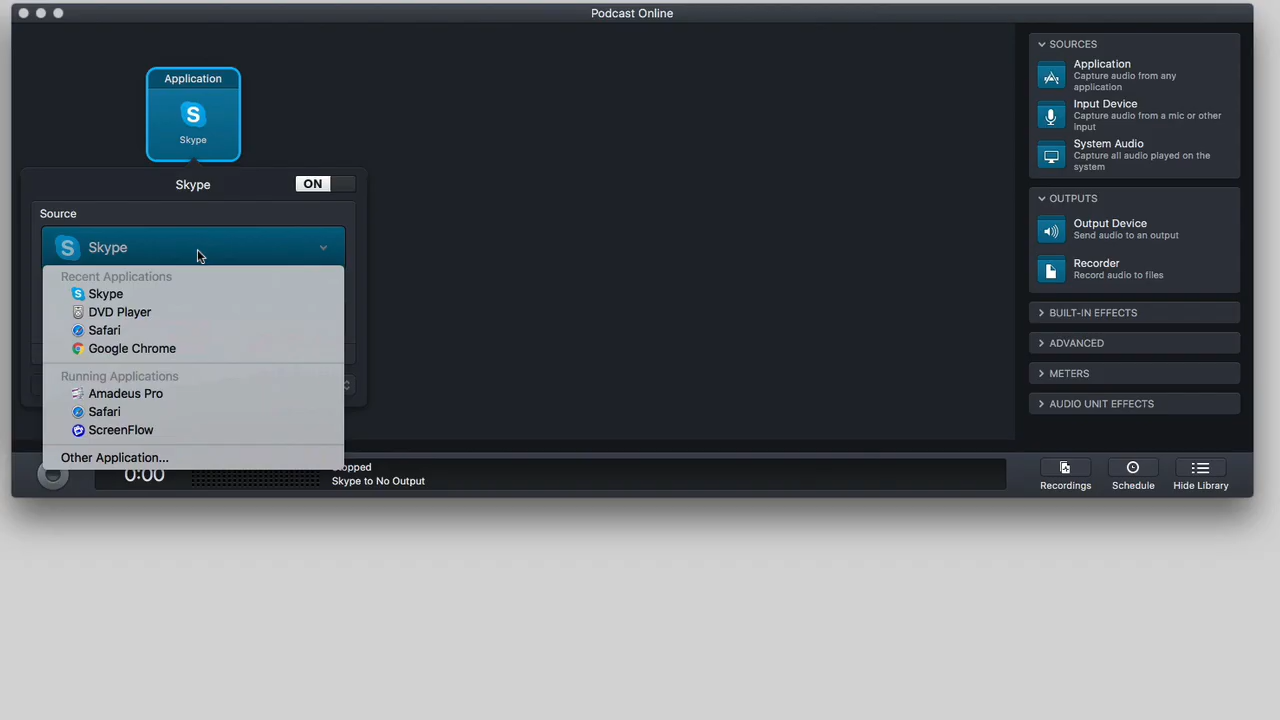 Podcast Online
Application
Skype
Skype
ON
Source
Skype
Recent Applications
Skype
DVD Player
Safari
Google Chrome
Running Applications
Amadeus Pro
Safari
ScreenFlow
Other Application...
0:00
Stopped
Skype to No Output
SOURCES
Application
Capture audio from any
application
Input Device
Capture audio from a mic or other
input
System Audio
Capture all audio played on the
system
OUTPUTS
Output Device
Send audio to an output
Recorder
Record audio to files
BUILT-IN EFFECTS
ADVANCED
METERS
AUDIO UNIT EFFECTS
Recordings
Schedule
Hide Library